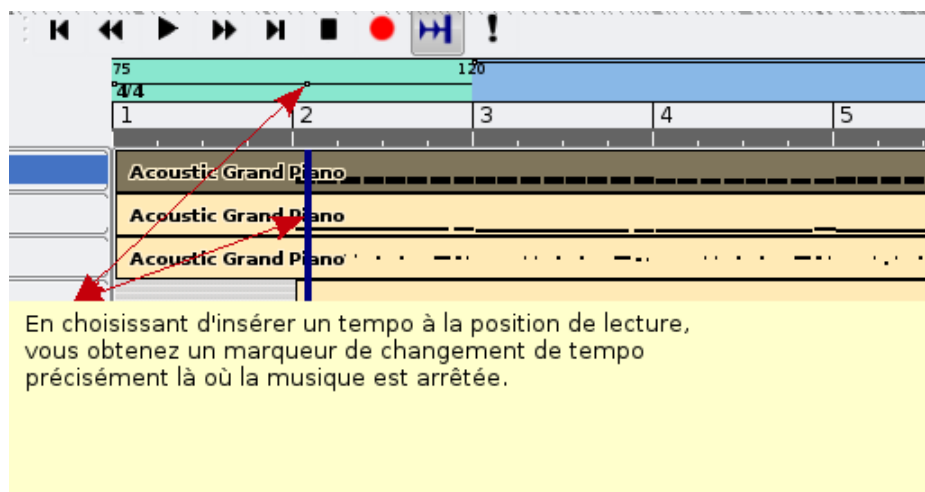 75 120
4/4
1 2 3 4 5
Acoustic Grand Piano
Acoustic Grand Piano
Acoustic Grand Piano
En choisissant d'insérer un tempo à la position de lecture,
vous obtenez un marqueur de changement de tempo
précisément là où la musique est arrêtée.